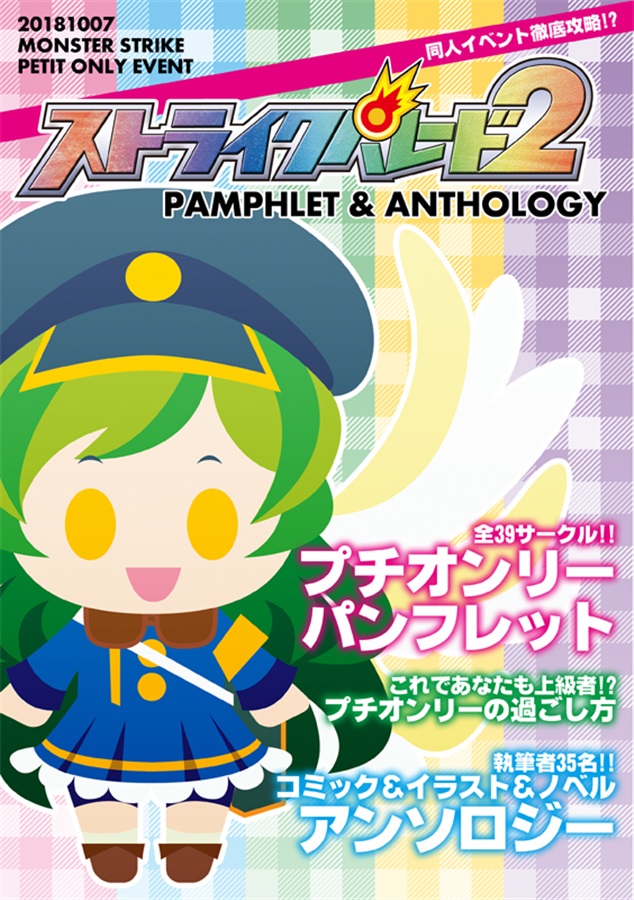 20181007
MONSTER STRIKE
PETIT ONLY EVENT
同人イベント徹底攻略!?
ストライクパレード2
PAMPHLET & ANTHOLOGY
全39サークル!!
プチオンリー
パンフレット
これであなたも上級者!?
プチオンリーの過ごし方
執筆者35名!!
コミック&イラスト&ノベル
アンソロジー